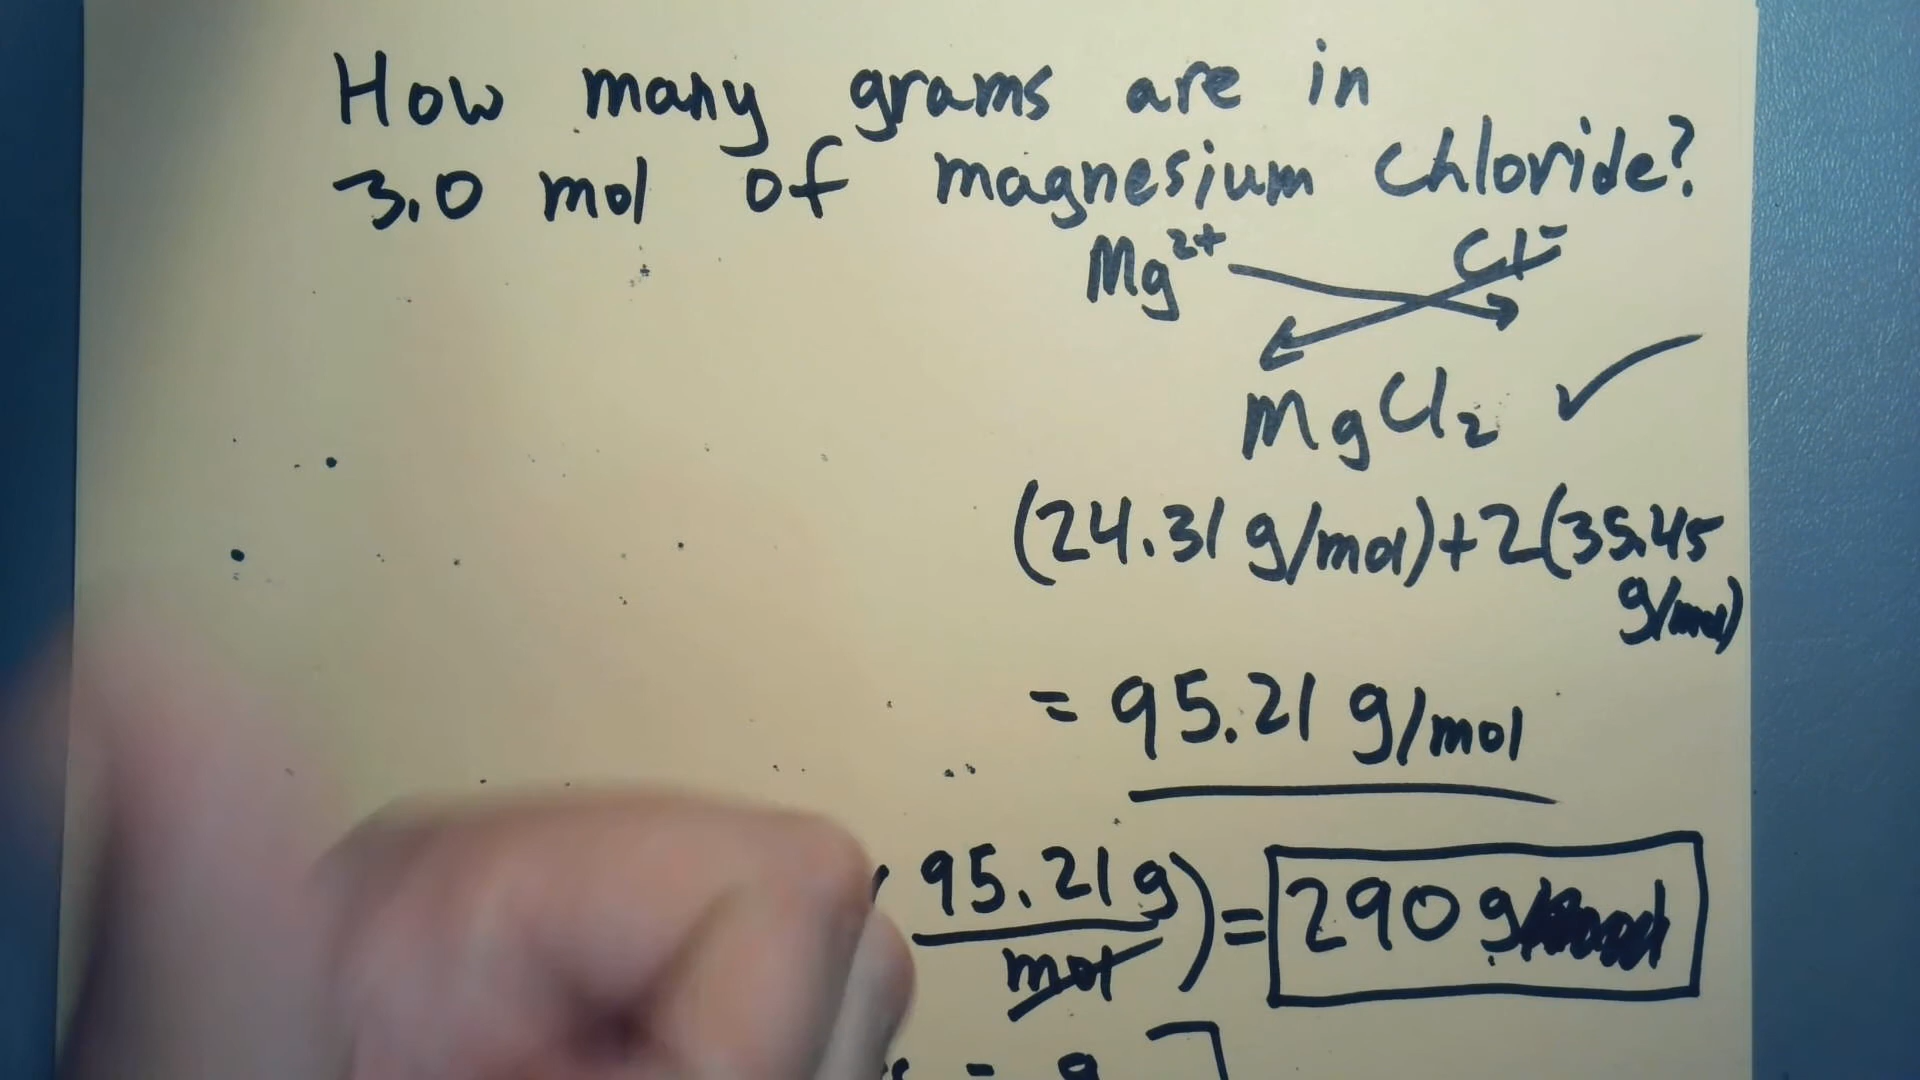 How many grams are in
3.0 mol of magnesium chloride?
Mg²⁺ Cl⁻
MgCl₂ ✓
(24.31 g/mol)+2(35.45
g/mol)
= 95.21 g/mol
95.21 g
mol
) = 290 g
= g